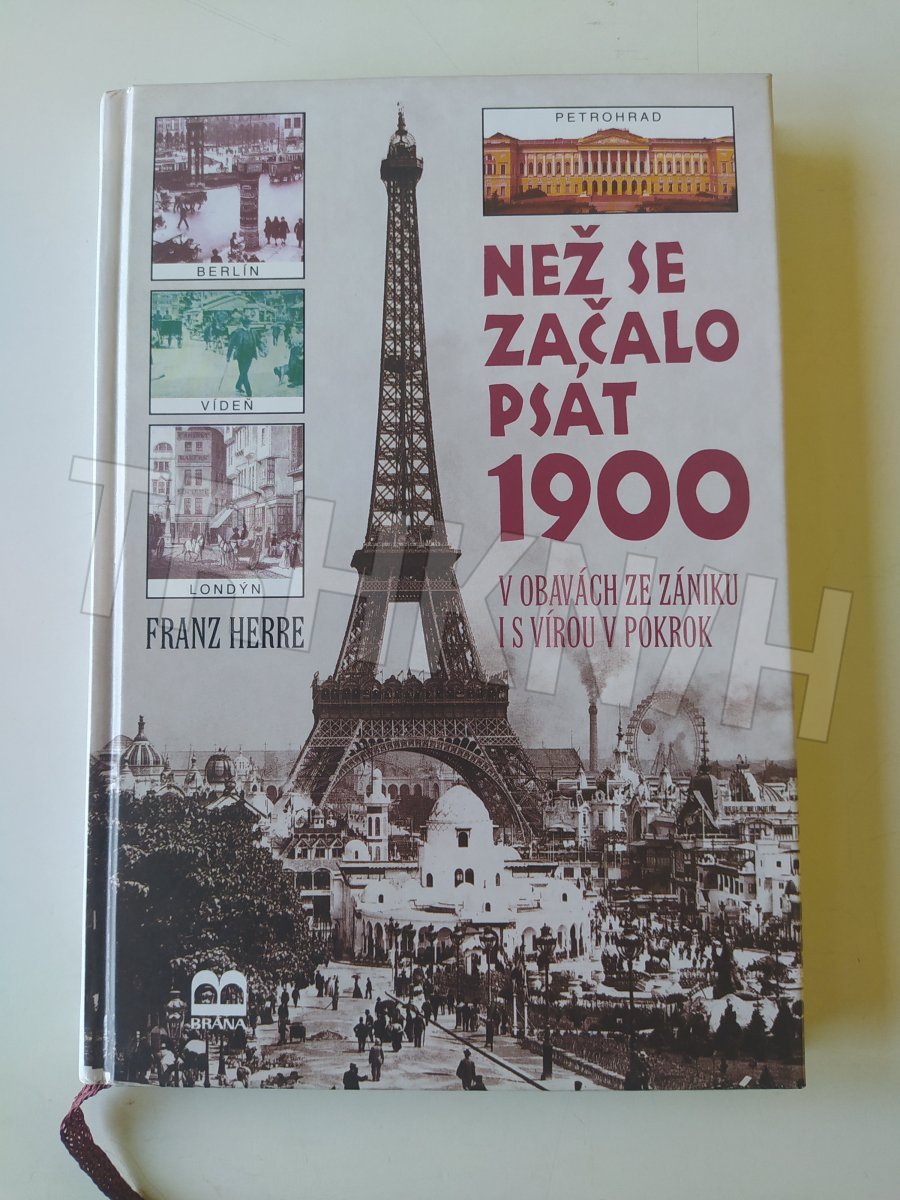 PETROHRAD
BERLÍN
VÍDEŇ
LONDÝN
NEŽ SE
ZAČALO
PSÁT
1900
V OBAVÁCH ZE ZÁNIKU
I S VÍROU V POKROK
FRANZ HERRE
BRÁNA